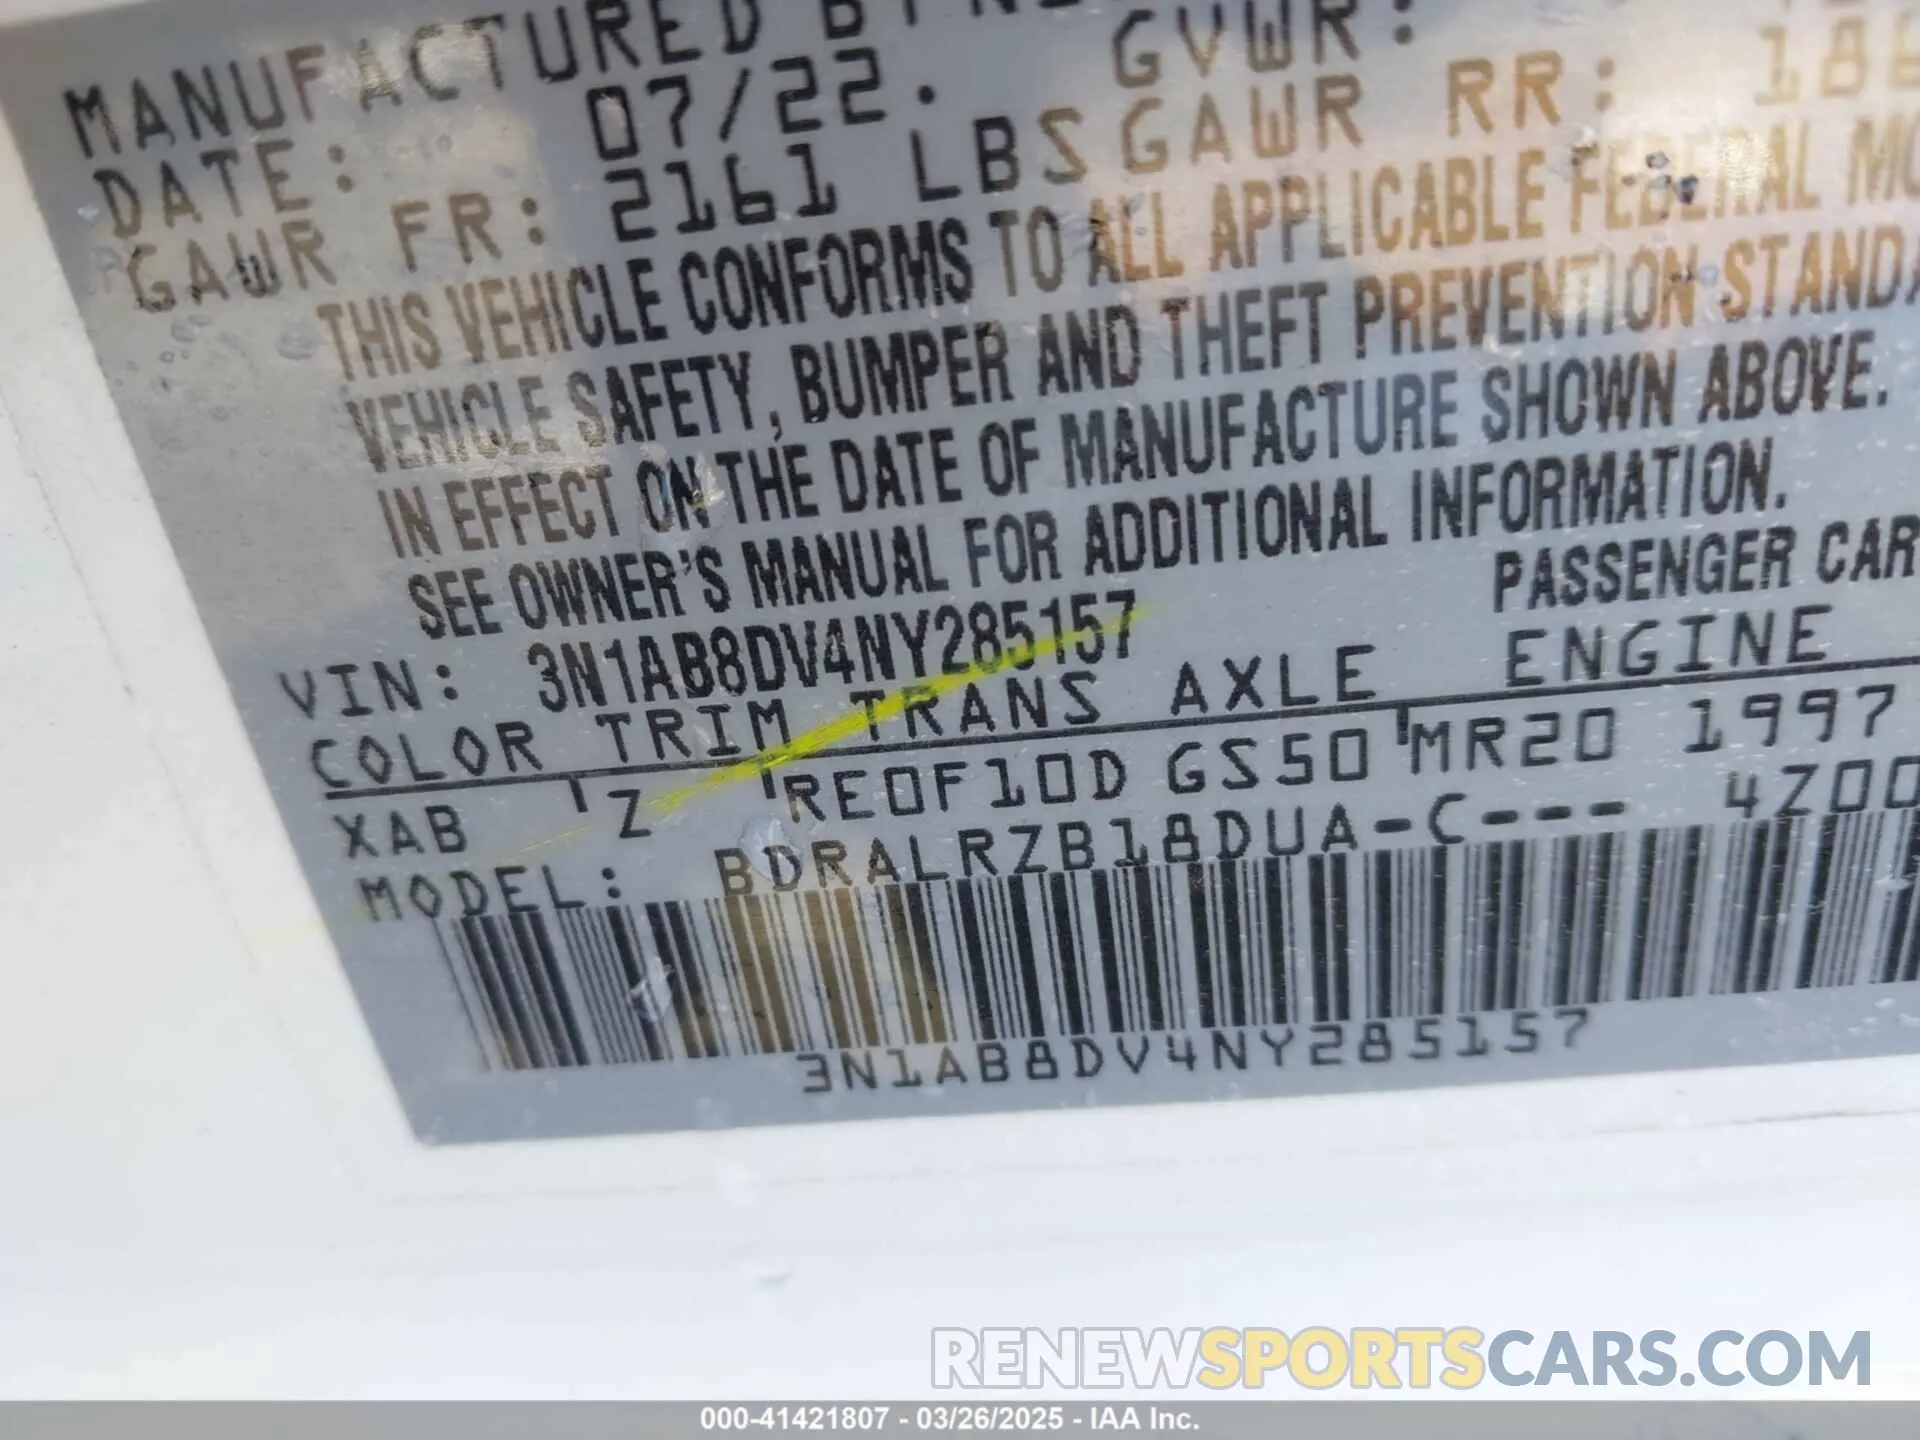 MANUFACTURED BY
DATE: 07/22. GVWR:
GAWR FR: 2161 LBS GAWR RR:
THIS VEHICLE CONFORMS TO ALL APPLICABLE FEDERAL
VEHICLE SAFETY, BUMPER AND THEFT PREVENTION
IN EFFECT ON THE DATE OF MANUFACTURE SHOWN ABOVE.
SEE OWNER'S MANUAL FOR ADDITIONAL INFORMATION.
VIN: 3N1AB8DV4NY285157 PASSENGER CAR
COLOR TRIM TRANS AXLE ENGINE
XAB Z RE0F10D GS50 MR20 1997
MODEL: BDRALRZB18DUA-C--- 4Z00
3N1AB8DV4NY285157
RENEWSPORTSCARS.COM
000-41421807 - 03/26/2025 - IAA Inc.